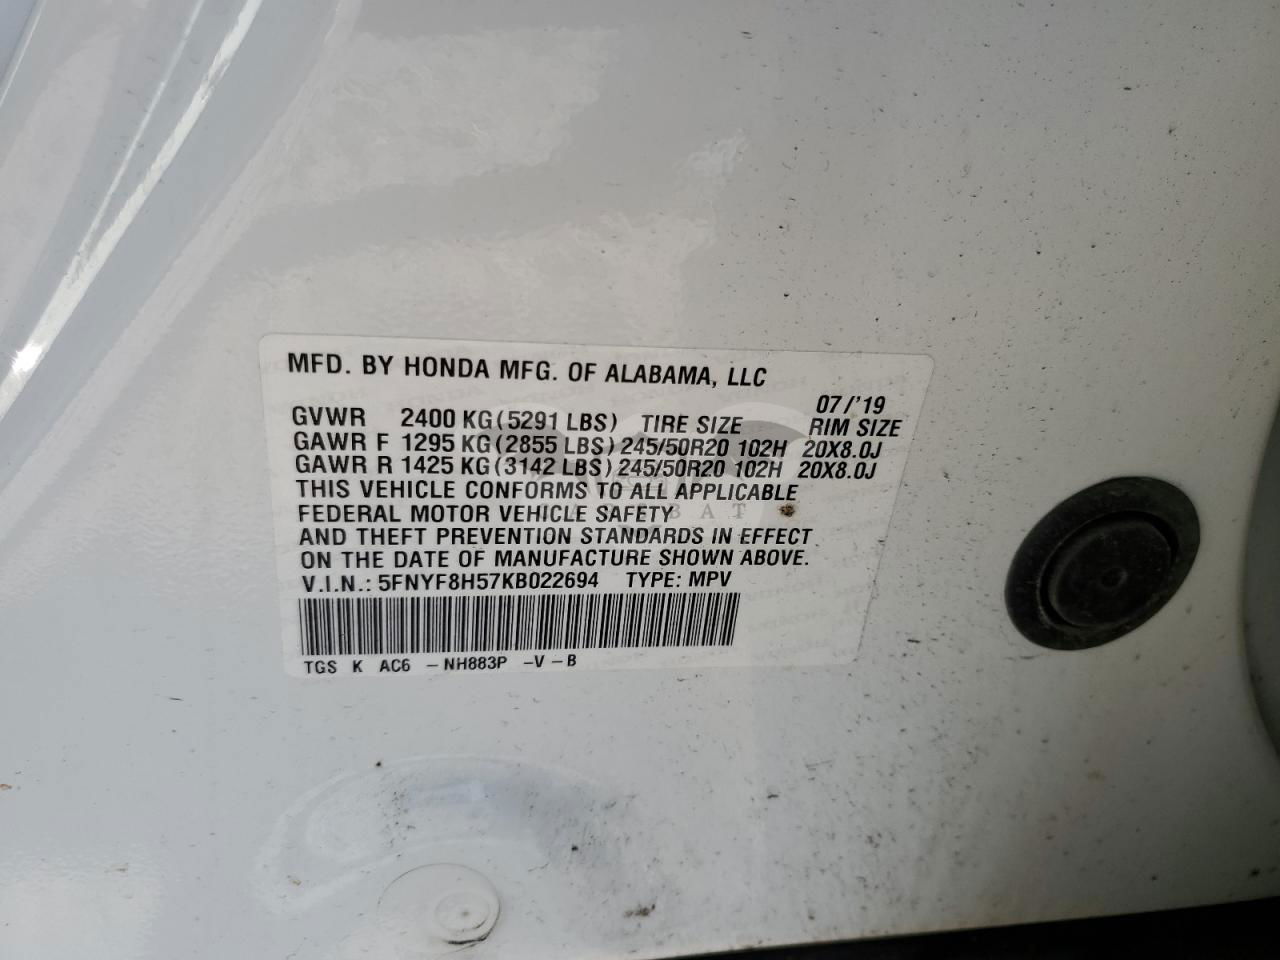 MFD. BY HONDA MFG. OF ALABAMA, LLC
07/'19
GVWR 2400 KG(5291 LBS) TIRE SIZE RIM SIZE
GAWR F 1295 KG(2855 LBS)245/50R20 102H 20X8.0J
GAWR R 1425 KG(3142 LBS)245/50R20 102H 20X8.0J
THIS VEHICLE CONFORMS TO ALL APPLICABLE
FEDERAL MOTOR VEHICLE SAFETY
AND THEFT PREVENTION STANDARDS IN EFFECT
ON THE DATE OF MANUFACTURE SHOWN ABOVE.
V.I.N.: 5FNYF8H57KB022694 TYPE: MPV
TGS K AC6 -NH883P -V-B